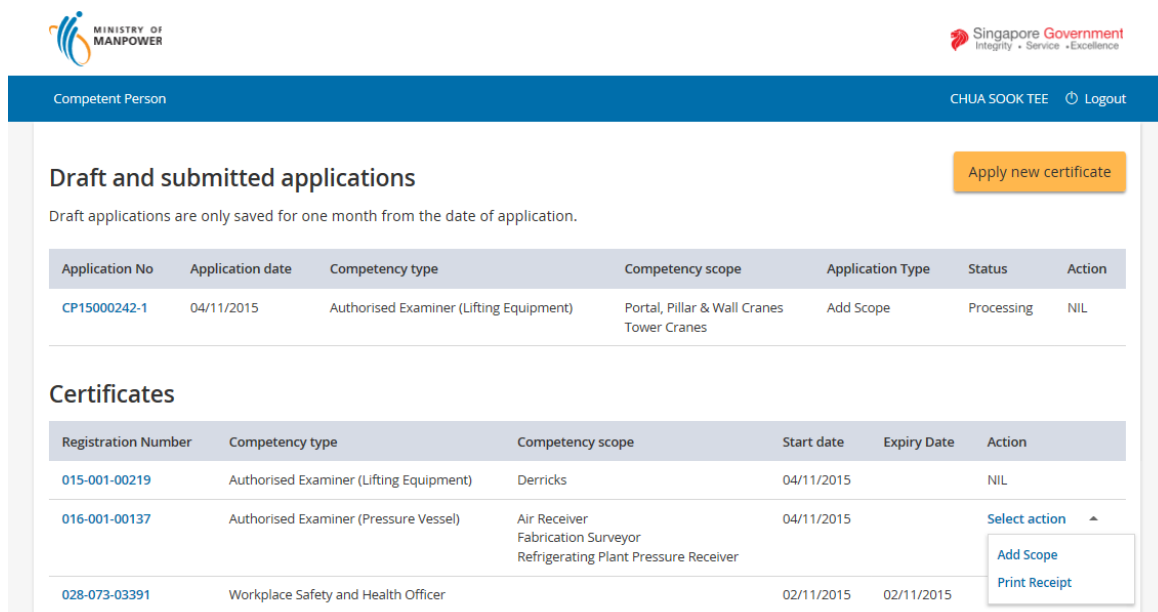 MINISTRY OF
MANPOWER
Singapore Government
Integrity • Service • Excellence
Competent Person
CHUA SOOK TEE Logout
Draft and submitted applications
Apply new certificate
Draft applications are only saved for one month from the date of application.
Application No Application date Competency type Competency scope Application Type Status Action
CP15000242-1 04/11/2015 Authorised Examiner (Lifting Equipment) Portal, Pillar & Wall Cranes Add Scope Processing NIL
Tower Cranes
Certificates
Registration Number Competency type Competency scope Start date Expiry Date Action
015-001-00219 Authorised Examiner (Lifting Equipment) Derricks 04/11/2015 NIL
016-001-00137 Authorised Examiner (Pressure Vessel) Air Receiver 04/11/2015 Select action
Fabrication Surveyor
Refrigerating Plant Pressure Receiver
Add Scope
Print Receipt
028-073-03391 Workplace Safety and Health Officer 02/11/2015 02/11/2015